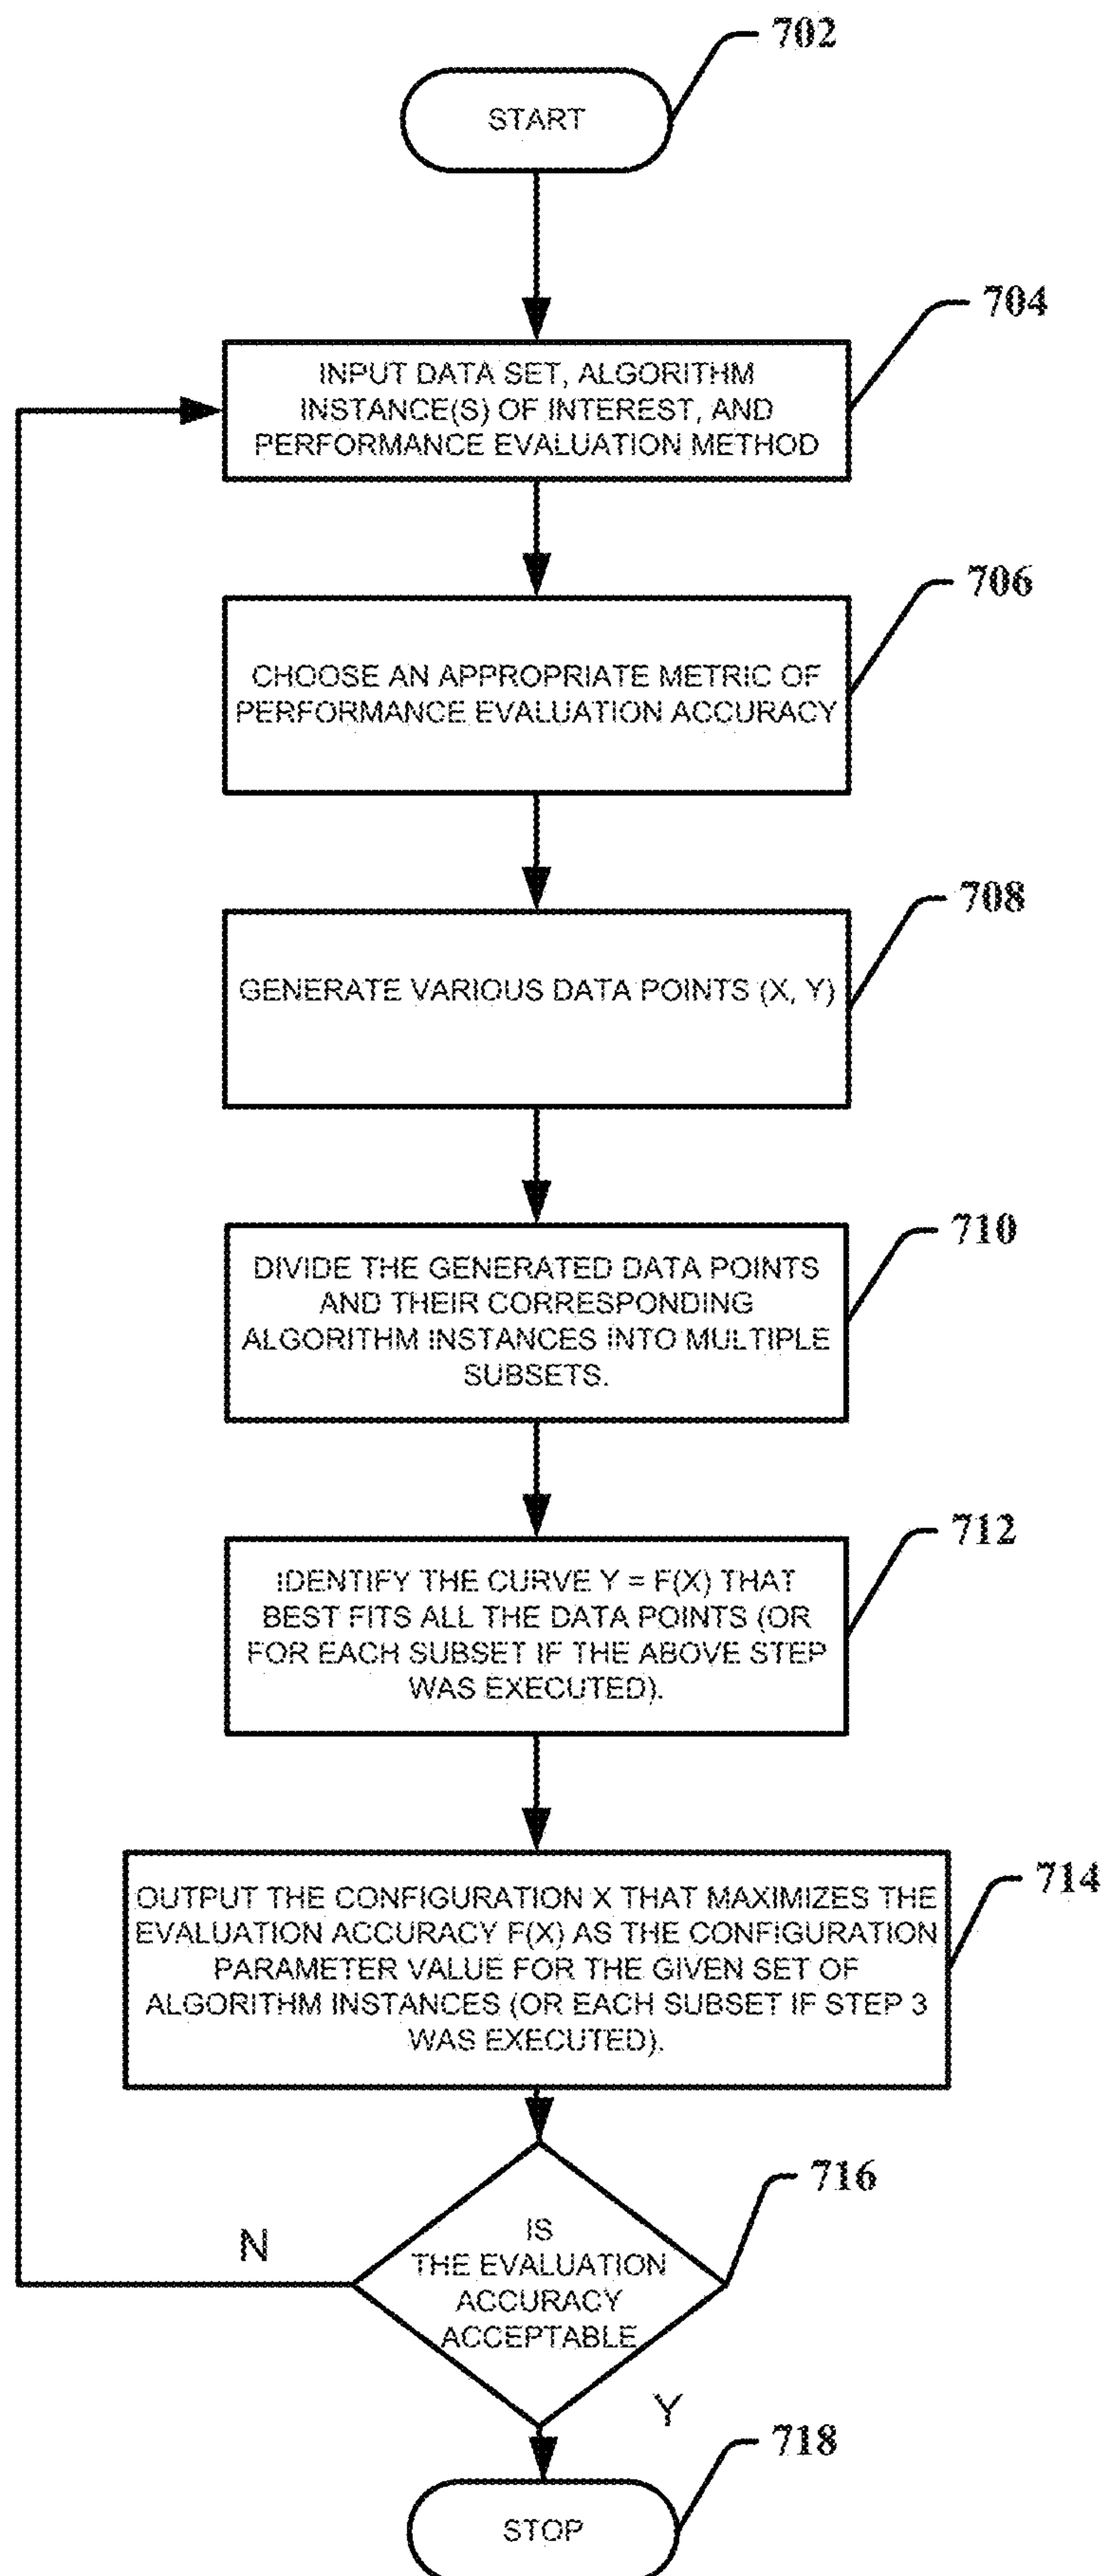 702
START
704
INPUT DATA SET, ALGORITHM
INSTANCE(S) OF INTEREST, AND
PERFORMANCE EVALUATION METHOD
706
CHOOSE AN APPROPRIATE METRIC OF
PERFORMANCE EVALUATION ACCURACY
708
GENERATE VARIOUS DATA POINTS (X, Y)
710
DIVIDE THE GENERATED DATA POINTS
AND THEIR CORRESPONDING
ALGORITHM INSTANCES INTO MULTIPLE
SUBSETS.
712
IDENTIFY THE CURVE Y = F(X) THAT
BEST FITS ALL THE DATA POINTS (OR
FOR EACH SUBSET IF THE ABOVE STEP
WAS EXECUTED).
714
OUTPUT THE CONFIGURATION X THAT MAXIMIZES THE
EVALUATION ACCURACY F(X) AS THE CONFIGURATION
PARAMETER VALUE FOR THE GIVEN SET OF
ALGORITHM INSTANCES (OR EACH SUBSET IF STEP 3
WAS EXECUTED).
716
N
IS
THE EVALUATION
ACCURACY
ACCEPTABLE
Y
718
STOP